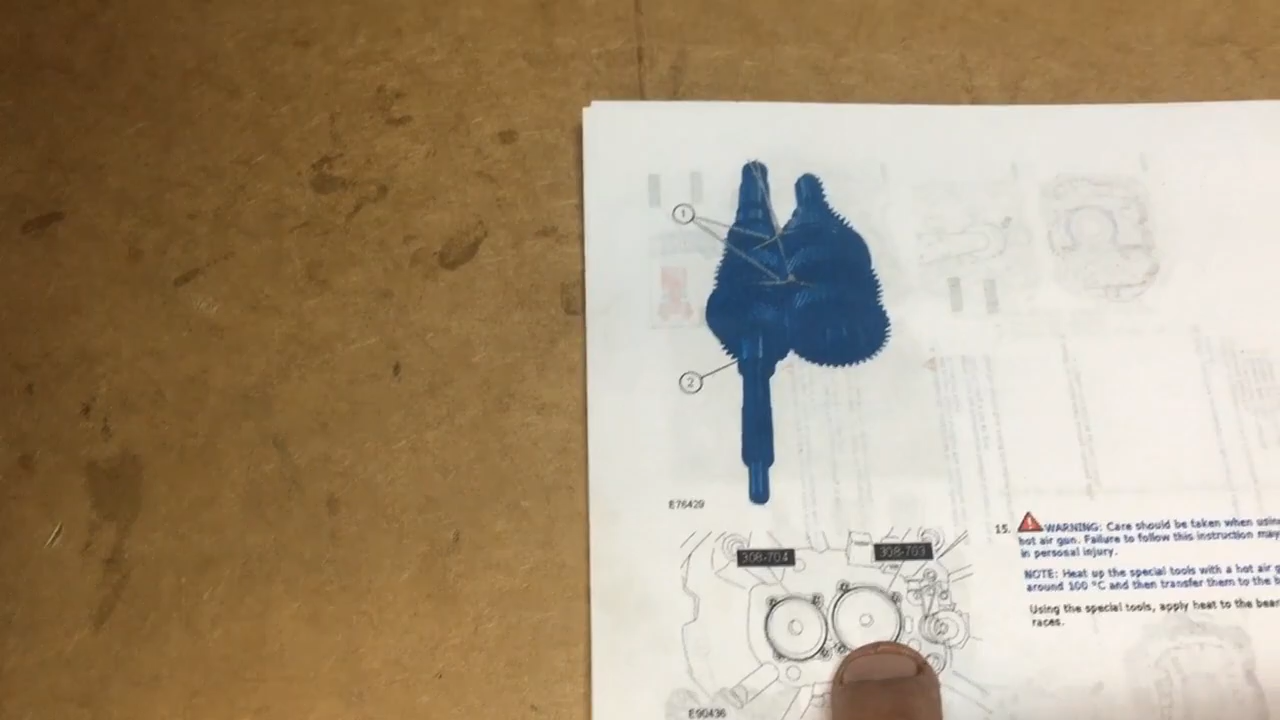 1
2
E76429
308-704
308-703
E90436
15.
WARNING: Care should be taken when
hot air gun. Failure to follow this instruction may
in personal injury.
NOTE: Heat up the special tools with a hot air
around 100 °C and then transfer them to the
Using the special tools, apply heat to the
races.